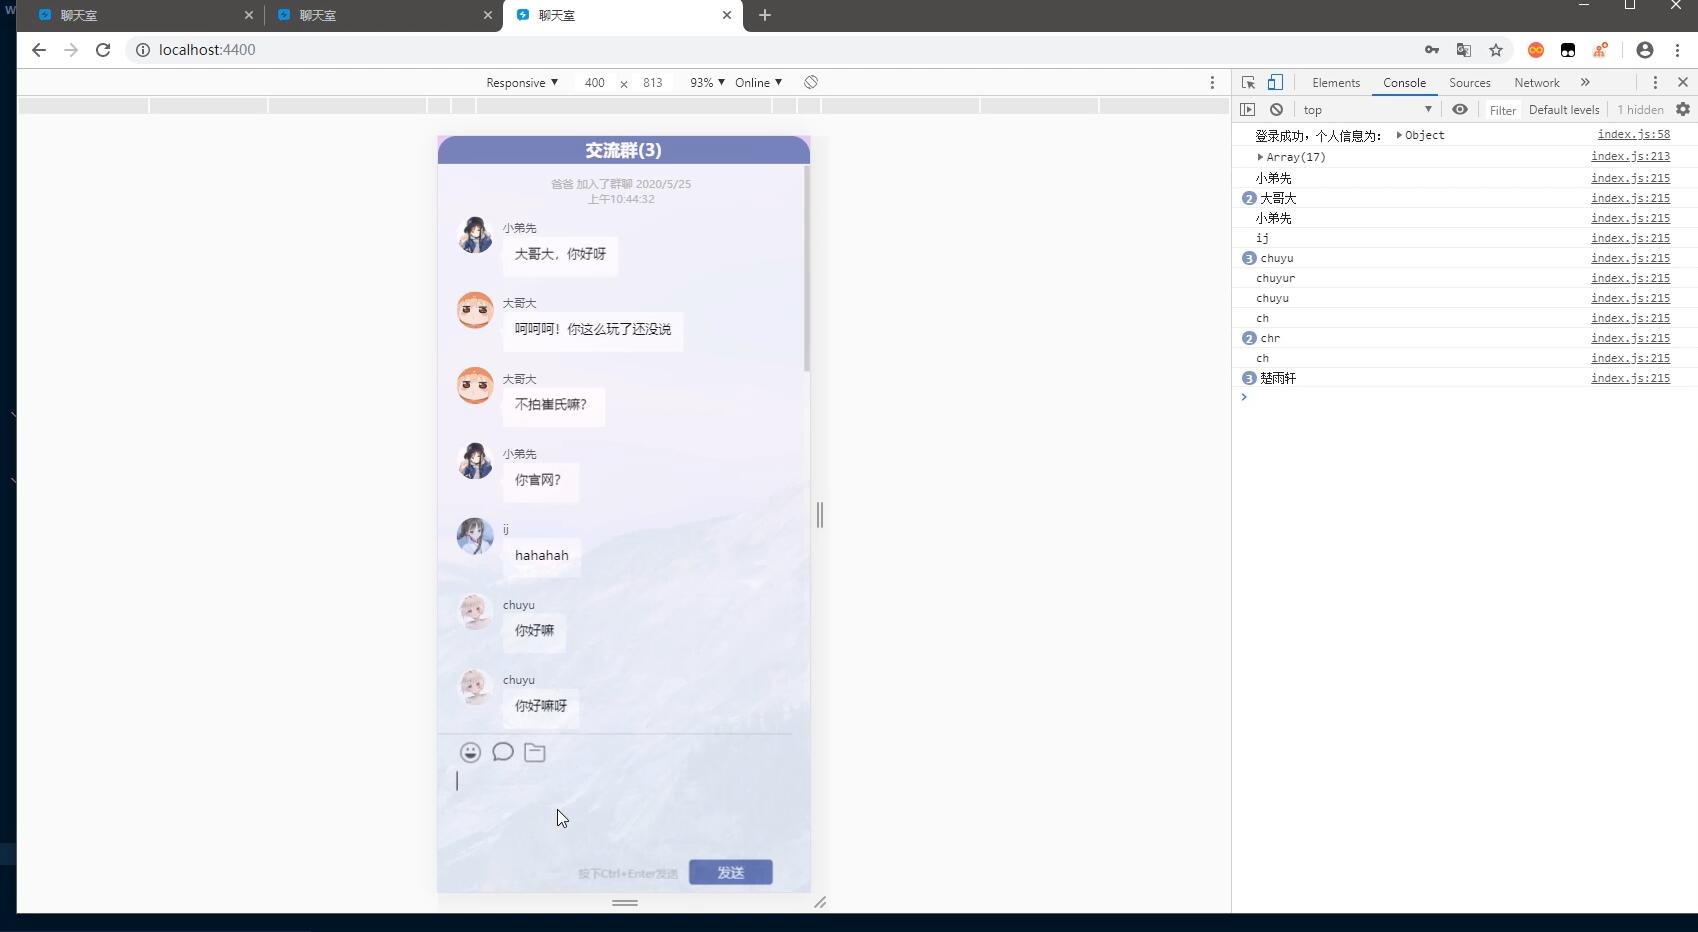 W
聊天室
聊天室
聊天室
localhost:4400
Responsive ▼ 400 x 813 93% ▼ Online ▼
Elements Console Sources Network »
top ▼ Filter Default levels 1 hidden
交流群(3)
爸爸 加入了群聊 2020/5/25
上午10:44:32
小弟先
大哥大，你好呀
大哥大
呵呵呵！你这么玩了还没说
大哥大
不拍崔氏嘛？
小弟先
你官网？
ij
hahahah
chuyu
你好嘛
chuyu
你好嘛呀
按下Ctrl+Enter发送
发送
登录成功，个人信息为： Object index.js:58
Array(17) index.js:213
小弟先 index.js:215
2 大哥大 index.js:215
小弟先 index.js:215
ij index.js:215
3 chuyu index.js:215
chuyur index.js:215
chuyu index.js:215
ch index.js:215
2 chr index.js:215
ch index.js:215
3 楚雨轩 index.js:215